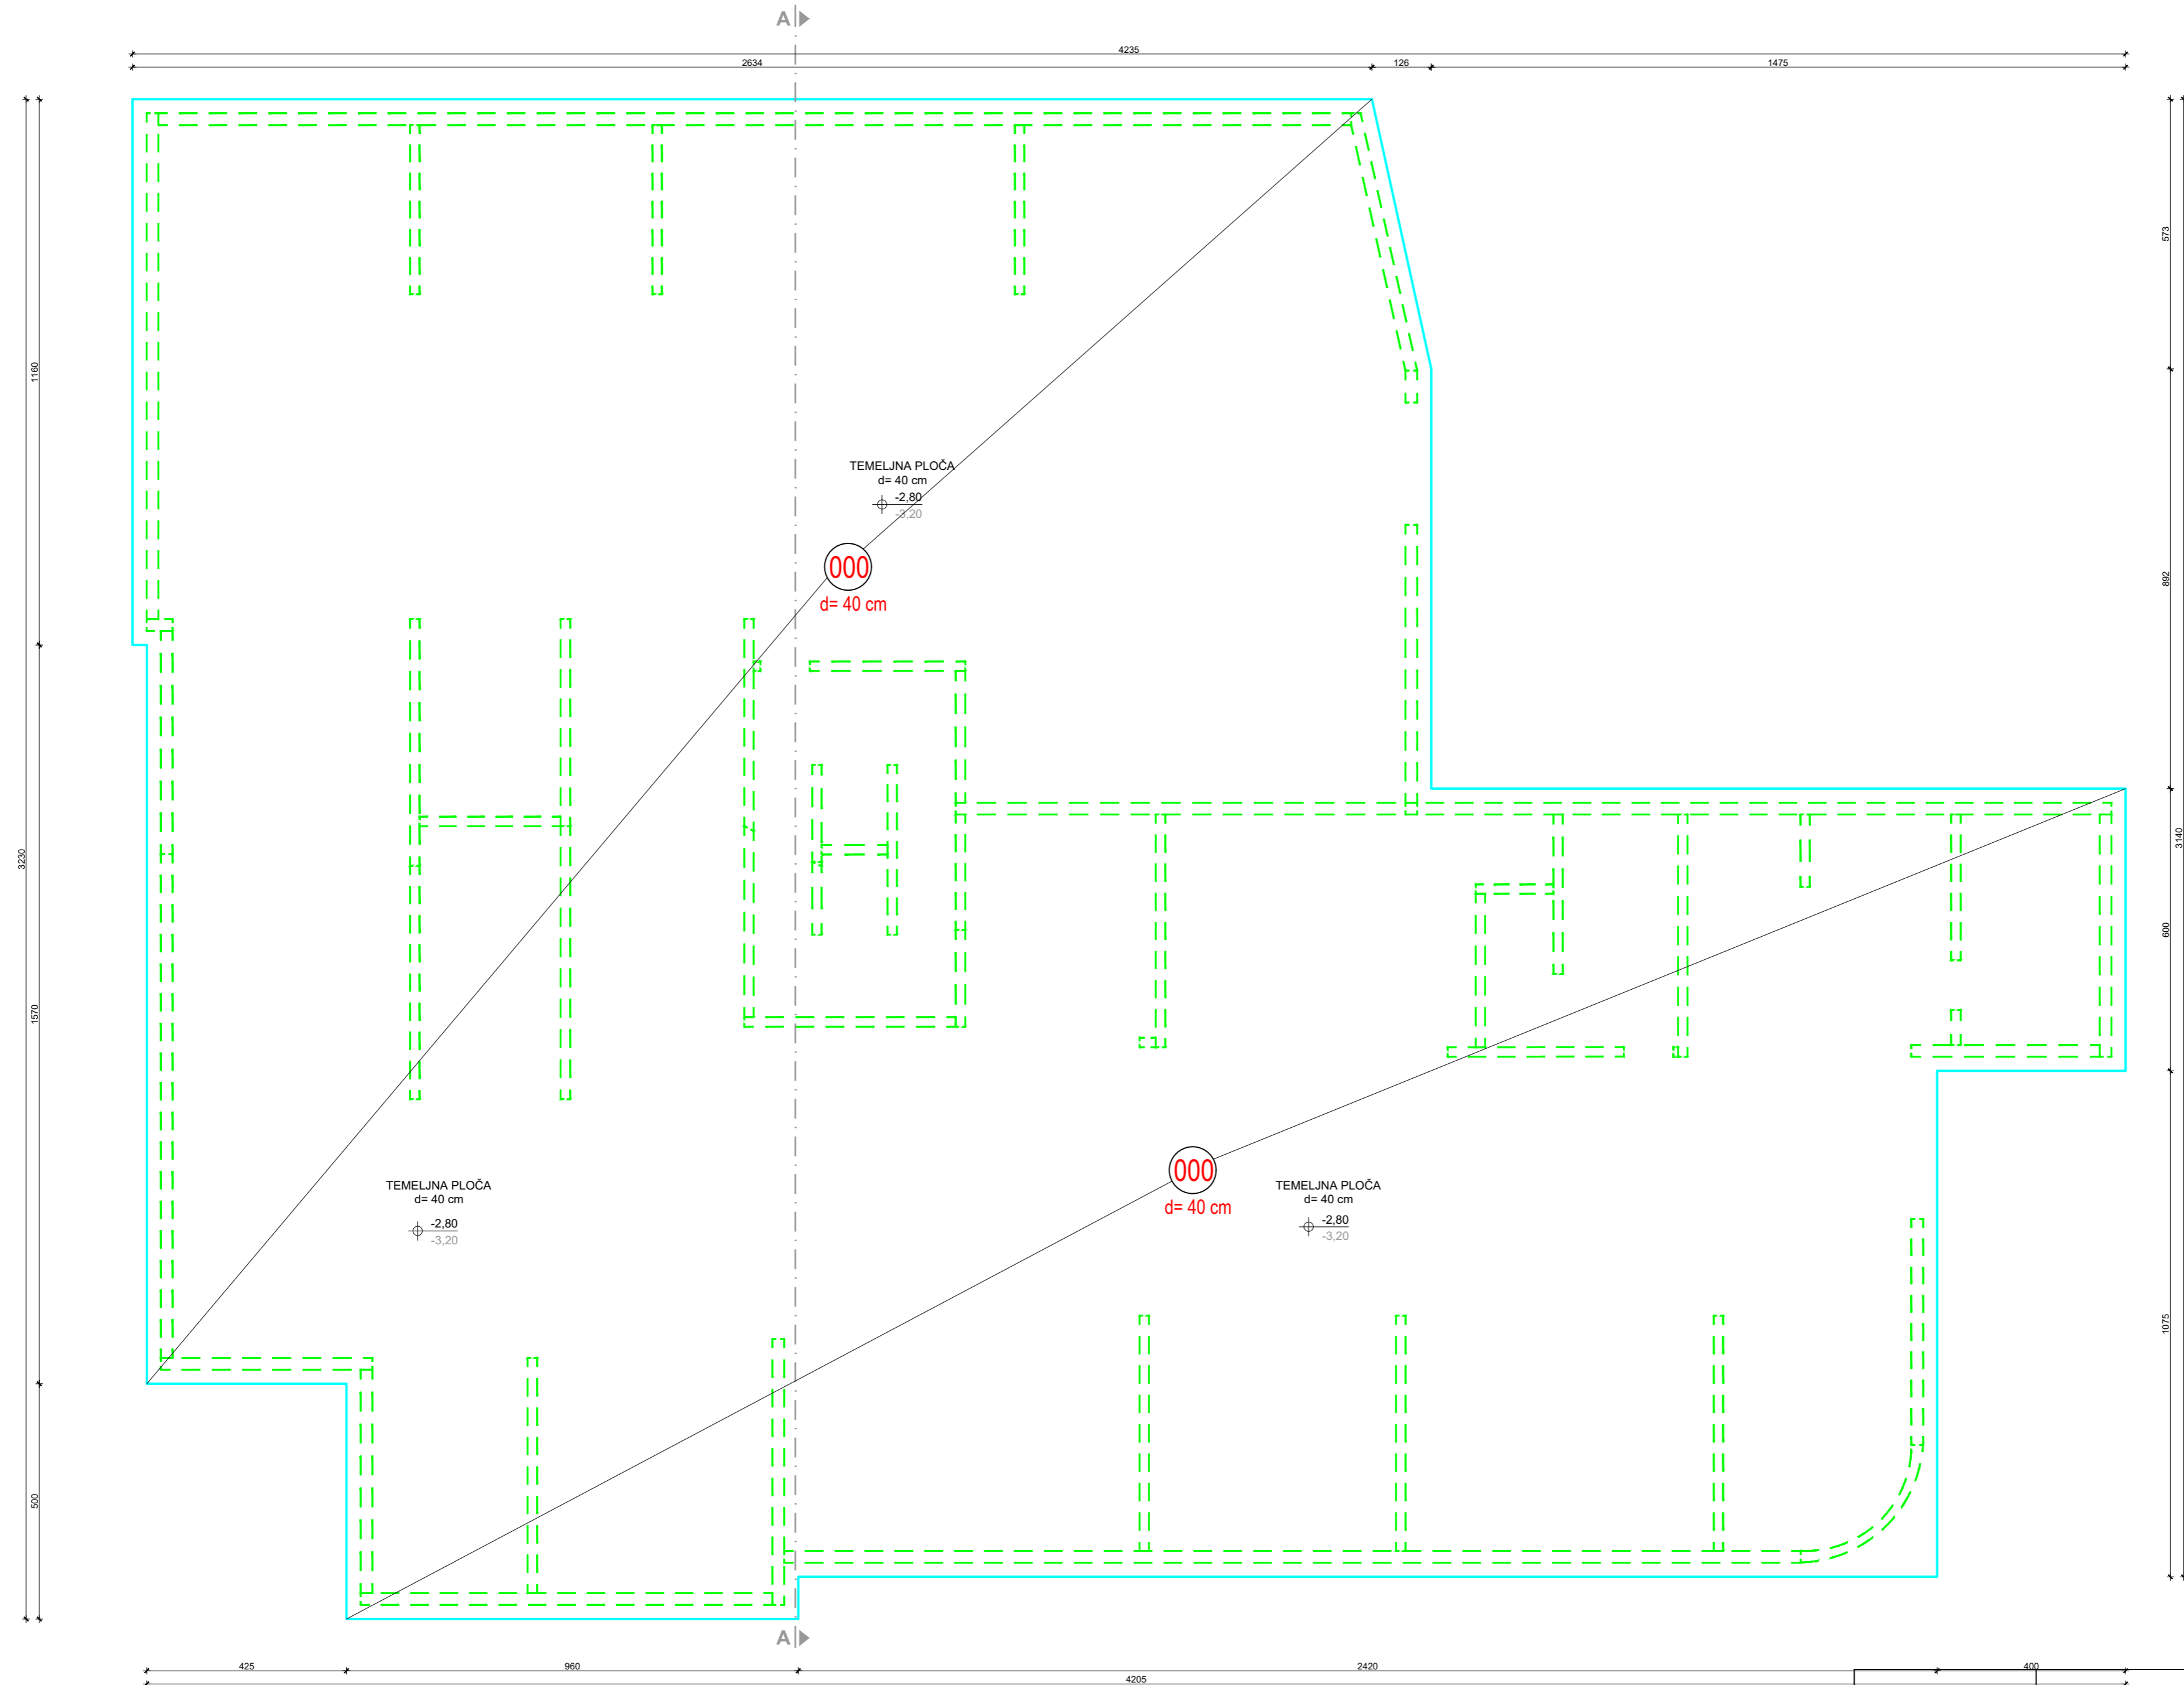 A
4235
2634
126
1475
573
1160
TEMELJNA PLOČA
d= 40 cm
-2,80
-3,20
000
d= 40 cm
892
3230
3140
600
1570
000
d= 40 cm
TEMELJNA PLOČA
d= 40 cm
-2,80
-3,20
TEMELJNA PLOČA
d= 40 cm
-2,80
-3,20
1075
500
A
425
960
2420
400
4205